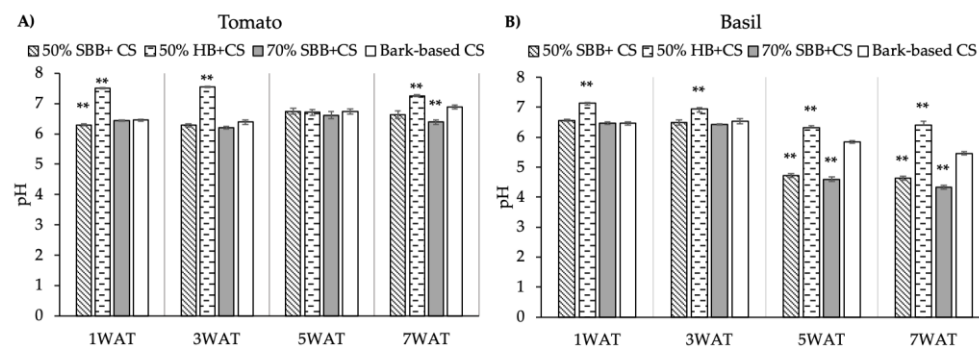 A) Tomato
50% SBB+ CS 50% HB+CS 70% SBB+CS Bark-based CS
8
7
6
5
4
3
2
1
0
pH
** **
**
** **
1WAT 3WAT 5WAT 7WAT
B) Basil
50% SBB+ CS 50% HB+CS 70% SBB+CS Bark-based CS
8
7
6
5
4
3
2
1
0
pH
**
**
** ** **
** ** **
1WAT 3WAT 5WAT 7WAT